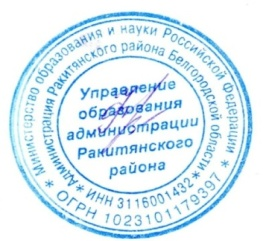 * Министерство образования и науки Российской Федерации *
ОГРН 1023101179397
* Администрация Ракитянского района Белгородской области *
ИНН 3116001432
Управление
образования
администрации
Ракитянского
района